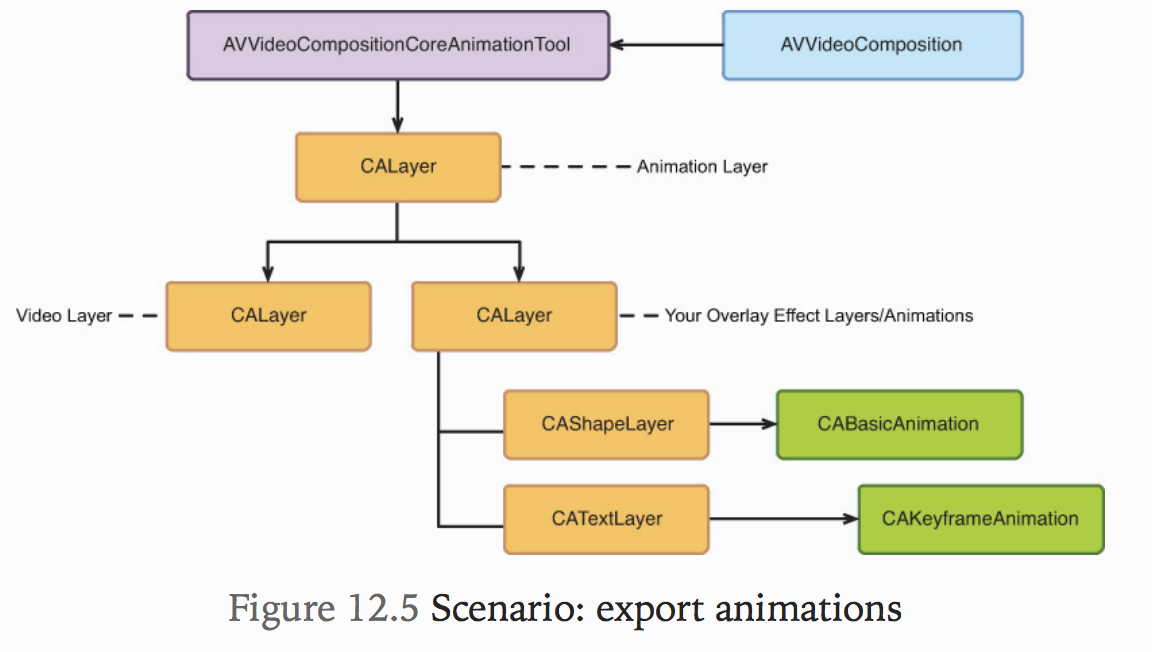 AVVideoCompositionCoreAnimationTool
AVVideoComposition
CALayer
Animation Layer
Video Layer
CALayer
CALayer
Your Overlay Effect Layers/Animations
CAShapeLayer
CABasicAnimation
CATextLayer
CAKeyframeAnimation
Figure 12.5 Scenario: export animations